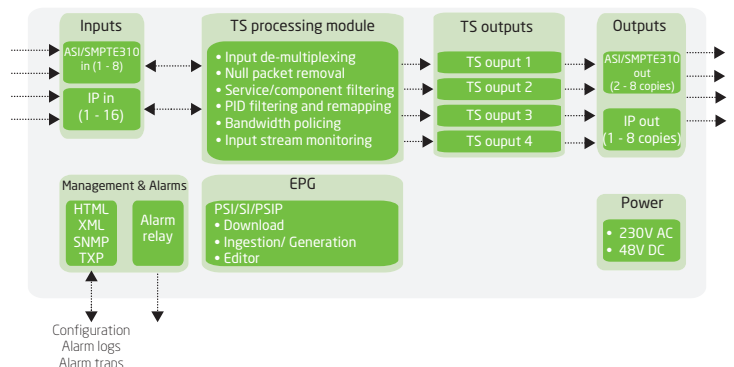 Inputs
ASI/SMPTE310
in (1 - 8)
IP in
(1 - 16)
TS processing module
• Input de-multiplexing
• Null packet removal
• Service/component filtering
• PID filtering and remapping
• Bandwidth policing
• Input stream monitoring
TS outputs
TS ouput 1
TS ouput 2
TS ouput 3
TS ouput 4
Outputs
ASI/SMPTE310
out
(2 - 8 copies)
IP out
(1 - 8 copies)
Management & Alarms
HTML
XML
SNMP
TXP
Alarm
relay
EPG
PSI/SI/PSIP
• Download
• Ingestion/ Generation
• Editor
Power
• 230V AC
• 48V DC
Configuration
Alarm logs
Alarm traps